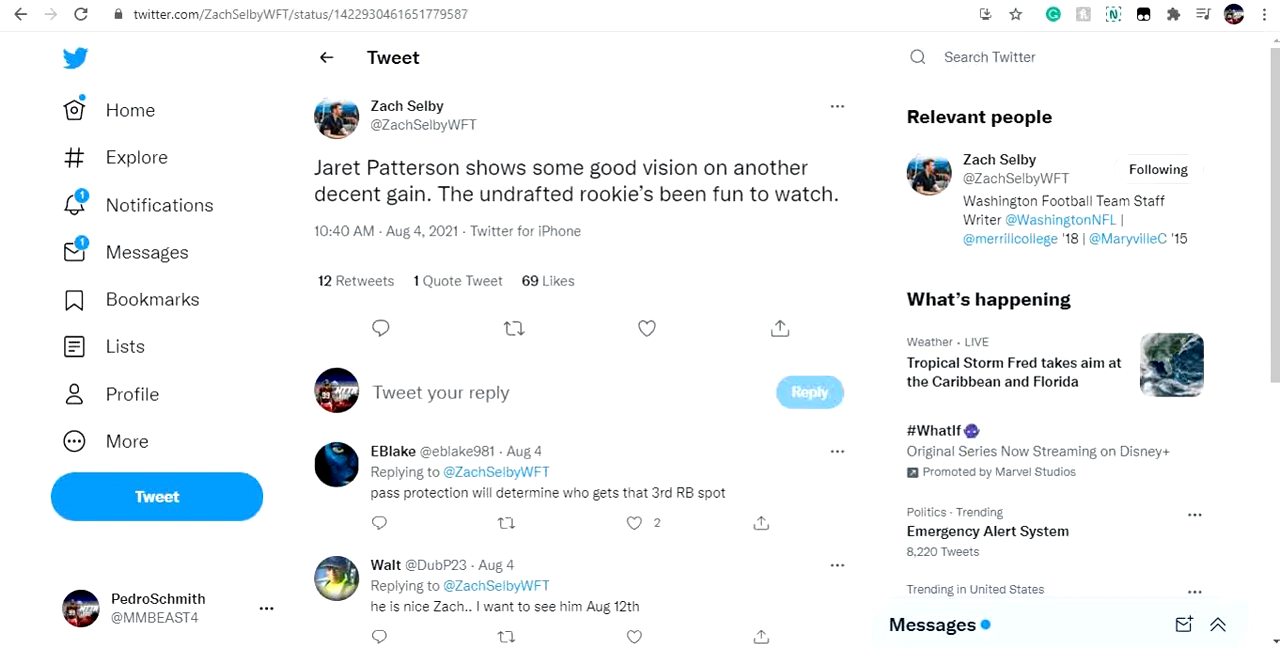 twitter.com/ZachSelbyWFT/status/1422930461651779587
Home
Explore
1
Notifications
1
Messages
Bookmarks
Lists
Profile
More
Tweet
PedroSchmith
@MMBEAST4
Tweet
Zach Selby
@ZachSelbyWFT
Jaret Patterson shows some good vision on another
decent gain. The undrafted rookie's been fun to watch.
10:40 AM · Aug 4, 2021 · Twitter for iPhone
12 Retweets 1 Quote Tweet 69 Likes
Tweet your reply
Reply
EBlake @eblake981 · Aug 4
Replying to @ZachSelbyWFT
pass protection will determine who gets that 3rd RB spot
2
Walt @DubP23 · Aug 4
Replying to @ZachSelbyWFT
he is nice Zach.. I want to see him Aug 12th
Search Twitter
Relevant people
Zach Selby
@ZachSelbyWFT
Following
Washington Football Team Staff
Writer @WashingtonNFL |
@merrillcollege '18 | @MaryvilleC '15
What's happening
Weather · LIVE
Tropical Storm Fred takes aim at
the Caribbean and Florida
#WhatIf
Original Series Now Streaming on Disney+
Promoted by Marvel Studios
Politics · Trending
Emergency Alert System
8,220 Tweets
Trending in United States
Messages